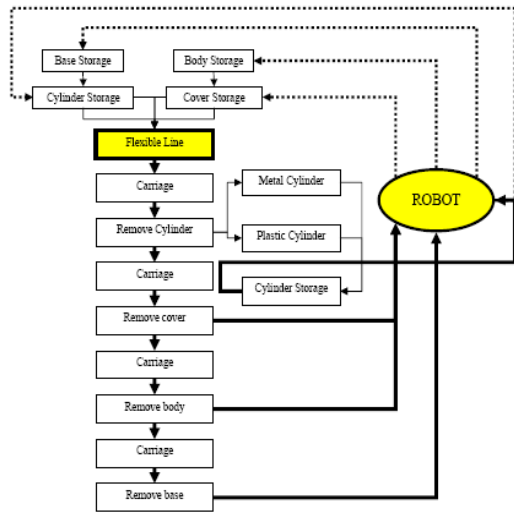 Base Storage
Body Storage
Cylinder Storage
Cover Storage
Flexible Line
Carriage
Metal Cylinder
ROBOT
Remove Cylinder
Plastic Cylinder
Carriage
Cylinder Storage
Remove cover
Carriage
Remove body
Carriage
Remove base